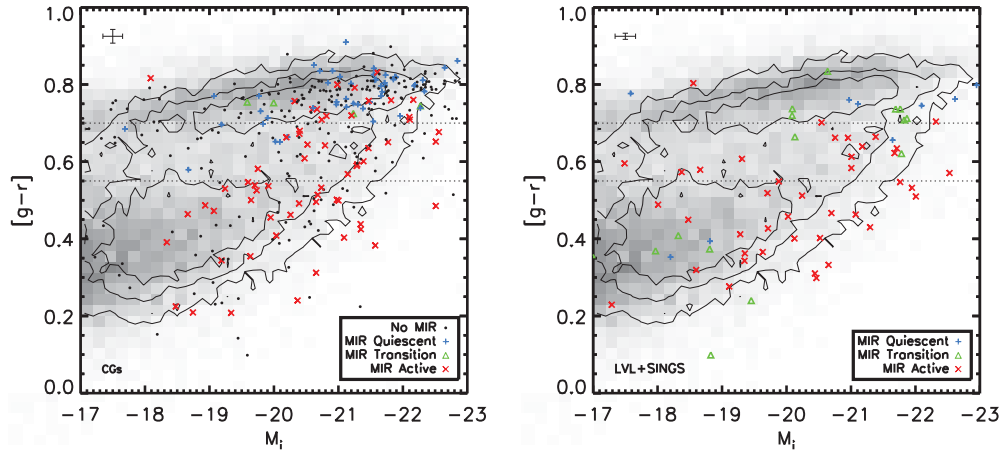 1.0
0.8
0.6
0.4
0.2
0.0
[g-r]
No MIR
MIR Quiescent
MIR Transition
MIR Active
CGs
-17 -18 -19 -20 -21 -22 -23
M_i
1.0
0.8
0.6
0.4
0.2
0.0
[g-r]
MIR Quiescent
MIR Transition
MIR Active
LVL+SINGS
-17 -18 -19 -20 -21 -22 -23
M_i